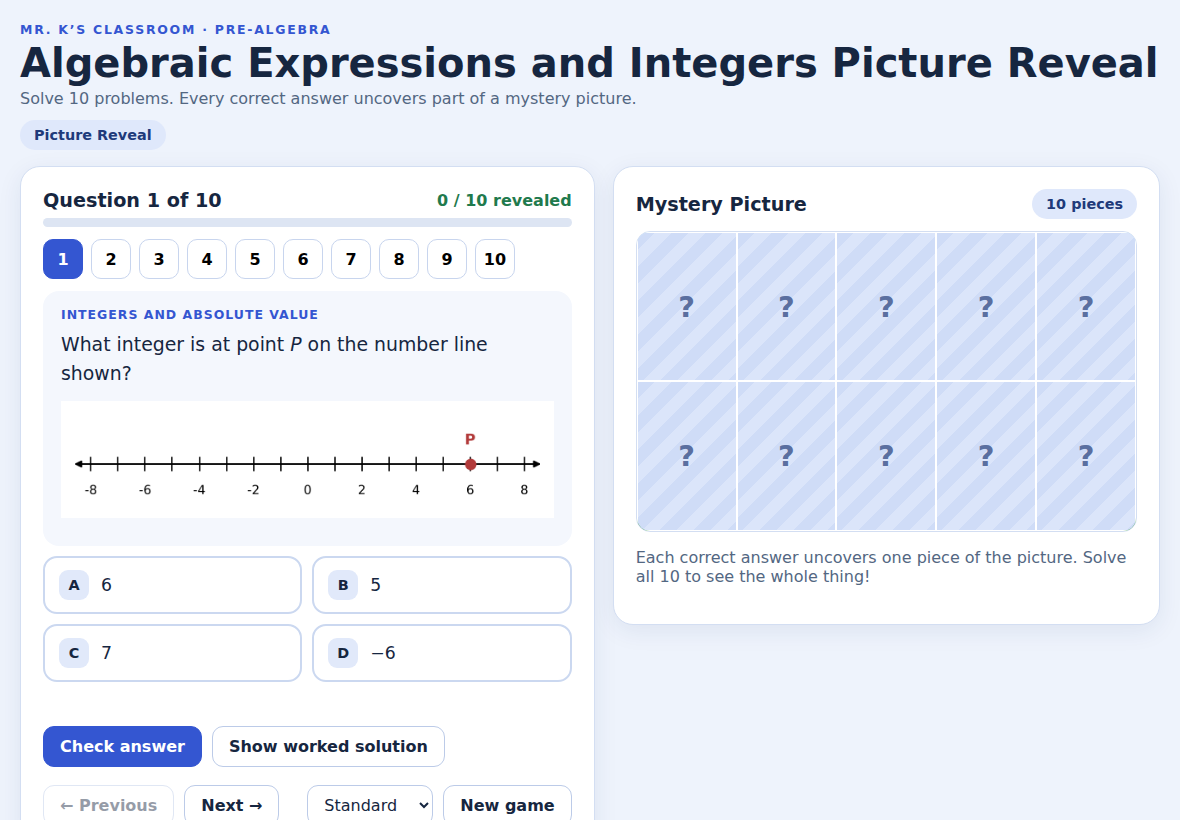 MR. K’S CLASSROOM · PRE-ALGEBRA
Algebraic Expressions and Integers Picture Reveal
Solve 10 problems. Every correct answer uncovers part of a mystery picture.
Picture Reveal
Question 1 of 10
0 / 10 revealed
1 2 3 4 5 6 7 8 9 10
INTEGERS AND ABSOLUTE VALUE
What integer is at point P on the number line
shown?
P
-8 -6 -4 -2 0 2 4 6 8
A 6
B 5
C 7
D −6
Check answer
Show worked solution
← Previous
Next →
Standard
New game
Mystery Picture
10 pieces
? ? ? ? ?
? ? ? ? ?
Each correct answer uncovers one piece of the picture. Solve
all 10 to see the whole thing!